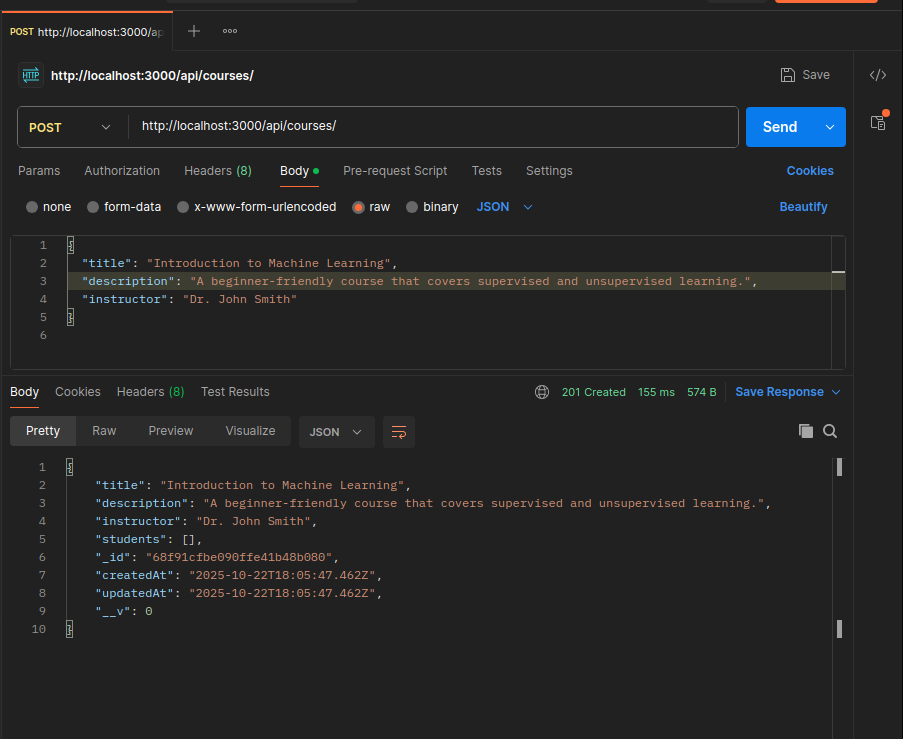 POST http://localhost:3000/ap
HTTP http://localhost:3000/api/courses/ Save
POST http://localhost:3000/api/courses/ Send
Params Authorization Headers (8) Body Pre-request Script Tests Settings Cookies
none form-data x-www-form-urlencoded raw binary JSON Beautify
1 {
2 "title": "Introduction to Machine Learning",
3 "description": "A beginner-friendly course that covers supervised and unsupervised learning.",
4 "instructor": "Dr. John Smith"
5 }
6
Body Cookies Headers (8) Test Results 201 Created 155 ms 574 B Save Response
Pretty Raw Preview Visualize JSON
1 {
2 "title": "Introduction to Machine Learning",
3 "description": "A beginner-friendly course that covers supervised and unsupervised learning.",
4 "instructor": "Dr. John Smith",
5 "students": [],
6 "_id": "68f91cfbe090ffe41b48b080",
7 "createdAt": "2025-10-22T18:05:47.462Z",
8 "updatedAt": "2025-10-22T18:05:47.462Z",
9 "__v": 0
10 }